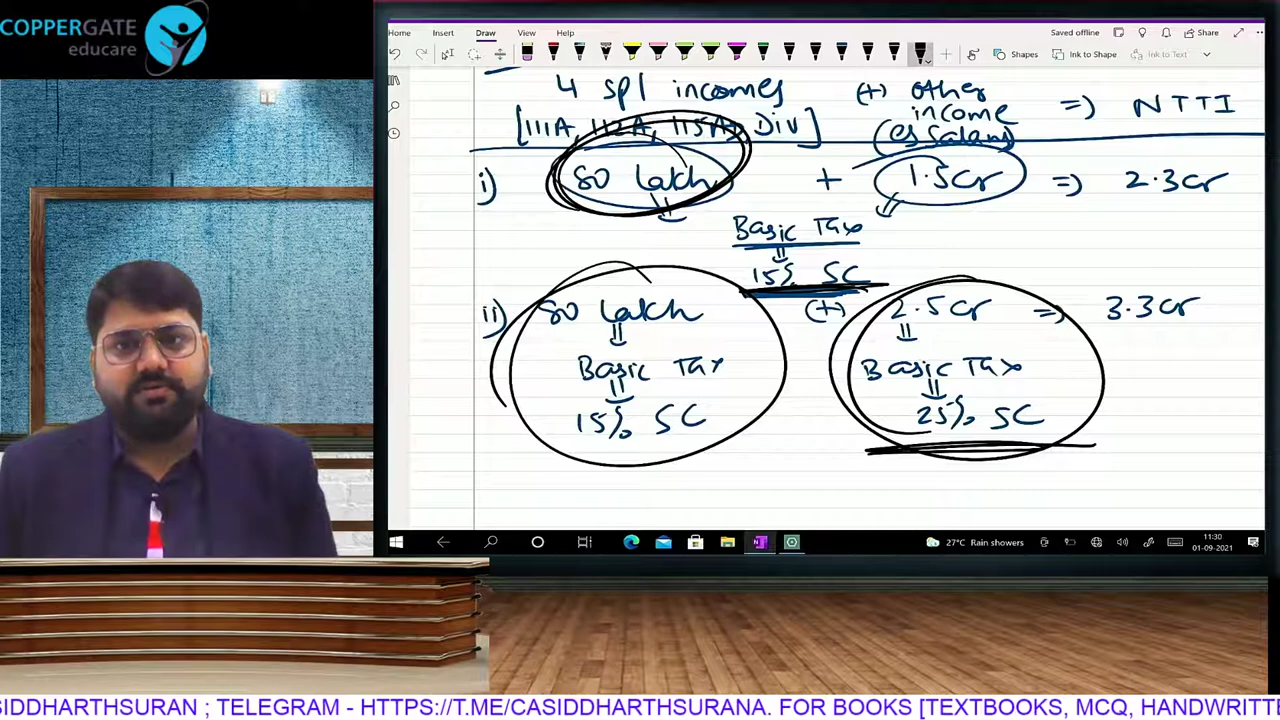 COPPERGATE
educare
Home Insert Draw View Help
Saved offline
Share
Shapes
Ink to Shape
Ink to Text
4 spl incomes (+) other income (eg salary) => NTTI
[111A, 112A, 115AD, Div]
i) 80 lakh + 1.5cr => 2.3cr
Basic Tax
15% SC
ii) 80 lakh (+) 2.5cr => 3.3cr
Basic Tax
Basic Tax
15% SC
25% SC
27°C Rain showers
11:30
01-09-2021
SIDDHARTHSURAN ; TELEGRAM - HTTPS://T.ME/CASIDDHARTHSURANA. FOR BOOKS [TEXTBOOKS, MCQ, HANDWRITTE